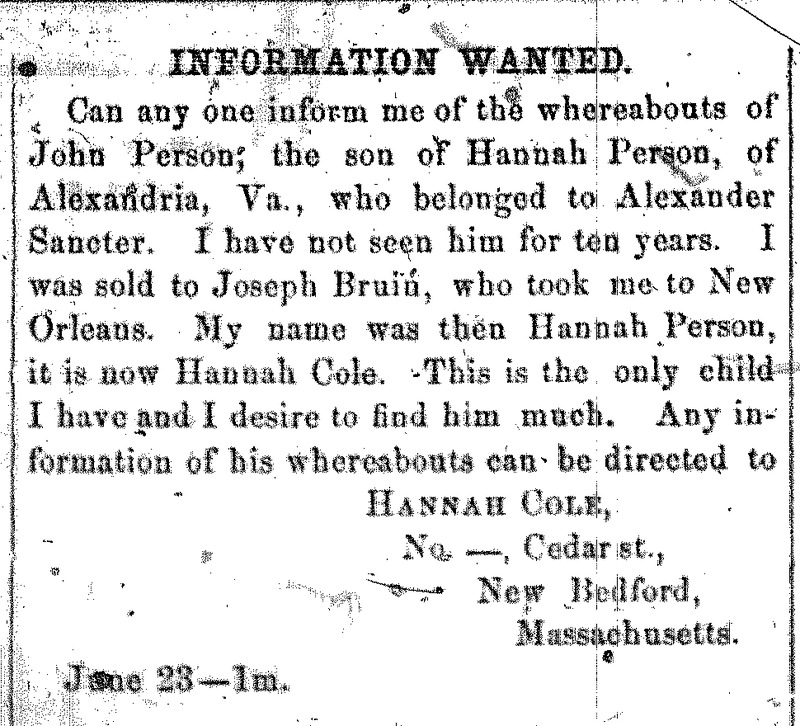 INFORMATION WANTED.
Can any one inform me of the whereabouts of
John Person, the son of Hannah Person, of
Alexandria, Va., who belonged to Alexander
Sancter. I have not seen him for ten years. I
was sold to Joseph Bruin, who took me to New
Orleans. My name was then Hannah Person,
it is now Hannah Cole. This is the only child
I have and I desire to find him much. Any in-
formation of his whereabouts can be directed to
HANNAH COLE,
No. —, Cedar st.,
New Bedford,
Massachusetts.
June 23—1m.